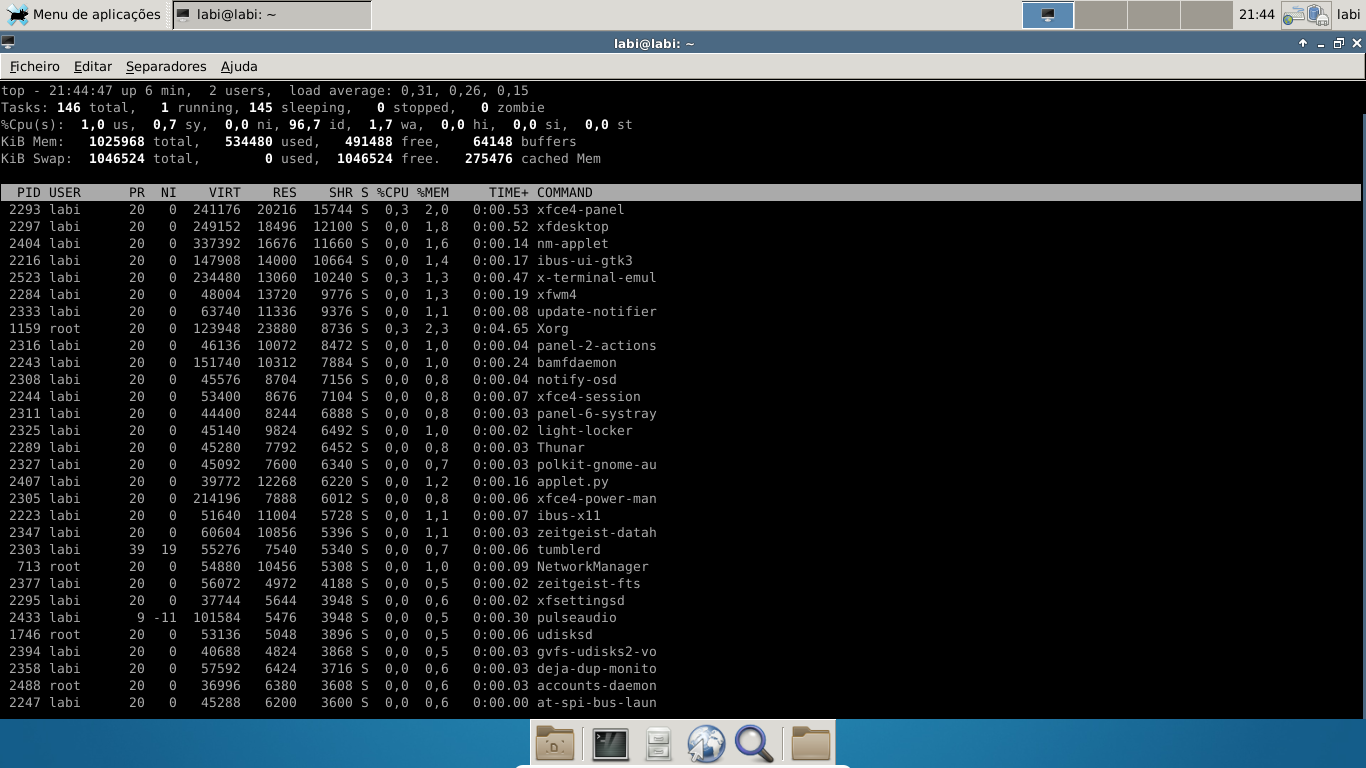 Menu de aplicações labi@labi: ~ 21:44 labi
labi@labi: ~
Ficheiro Editar Separadores Ajuda
top - 21:44:47 up 6 min,  2 users,  load average: 0,31, 0,26, 0,15
Tasks: 146 total,   1 running, 145 sleeping,   0 stopped,   0 zombie
%Cpu(s):  1,0 us,  0,7 sy,  0,0 ni, 96,7 id,  1,7 wa,  0,0 hi,  0,0 si,  0,0 st
KiB Mem:   1025968 total,   534480 used,   491488 free,    64148 buffers
KiB Swap:  1046524 total,        0 used,  1046524 free.   275476 cached Mem
PID USER      PR  NI    VIRT    RES    SHR S %CPU %MEM     TIME+ COMMAND
2293 labi      20   0  241176  20216  15744 S  0,3  2,0   0:00.53 xfce4-panel
2297 labi      20   0  249152  18496  12100 S  0,0  1,8   0:00.52 xfdesktop
2404 labi      20   0  337392  16676  11660 S  0,0  1,6   0:00.14 nm-applet
2216 labi      20   0  147908  14000  10664 S  0,0  1,4   0:00.17 ibus-ui-gtk3
2523 labi      20   0  234480  13060  10240 S  0,3  1,3   0:00.47 x-terminal-emul
2284 labi      20   0   48004  13720   9776 S  0,0  1,3   0:00.19 xfwm4
2333 labi      20   0   63740  11336   9376 S  0,0  1,1   0:00.08 update-notifier
1159 root      20   0  123948  23880   8736 S  0,3  2,3   0:04.65 Xorg
2316 labi      20   0   46136  10072   8472 S  0,0  1,0   0:00.04 panel-2-actions
2243 labi      20   0  151740  10312   7884 S  0,0  1,0   0:00.24 bamfdaemon
2308 labi      20   0   45576   8704   7156 S  0,0  0,8   0:00.04 notify-osd
2244 labi      20   0   53400   8676   7104 S  0,0  0,8   0:00.07 xfce4-session
2311 labi      20   0   44400   8244   6888 S  0,0  0,8   0:00.03 panel-6-systray
2325 labi      20   0   45140   9824   6492 S  0,0  1,0   0:00.02 light-locker
2289 labi      20   0   45280   7792   6452 S  0,0  0,8   0:00.03 Thunar
2327 labi      20   0   45092   7600   6340 S  0,0  0,7   0:00.03 polkit-gnome-au
2407 labi      20   0   39772  12268   6220 S  0,0  1,2   0:00.16 applet.py
2305 labi      20   0  214196   7888   6012 S  0,0  0,8   0:00.06 xfce4-power-man
2223 labi      20   0   51640  11004   5728 S  0,0  1,1   0:00.07 ibus-x11
2347 labi      20   0   60604  10856   5396 S  0,0  1,1   0:00.03 zeitgeist-datah
2303 labi      39  19   55276   7540   5340 S  0,0  0,7   0:00.06 tumblerd
713 root      20   0   54880  10456   5308 S  0,0  1,0   0:00.09 NetworkManager
2377 labi      20   0   56072   4972   4188 S  0,0  0,5   0:00.02 zeitgeist-fts
2295 labi      20   0   37744   5644   3948 S  0,0  0,6   0:00.02 xfsettingsd
2433 labi       9 -11  101584   5476   3948 S  0,0  0,5   0:00.30 pulseaudio
1746 root      20   0   53136   5048   3896 S  0,0  0,5   0:00.06 udisksd
2394 labi      20   0   40688   4824   3868 S  0,0  0,5   0:00.03 gvfs-udisks2-vo
2358 labi      20   0   57592   6424   3716 S  0,0  0,6   0:00.03 deja-dup-monito
2488 root      20   0   36996   6380   3608 S  0,0  0,6   0:00.03 accounts-daemon
2247 labi      20   0   45288   6200   3600 S  0,0  0,6   0:00.00 at-spi-bus-laun